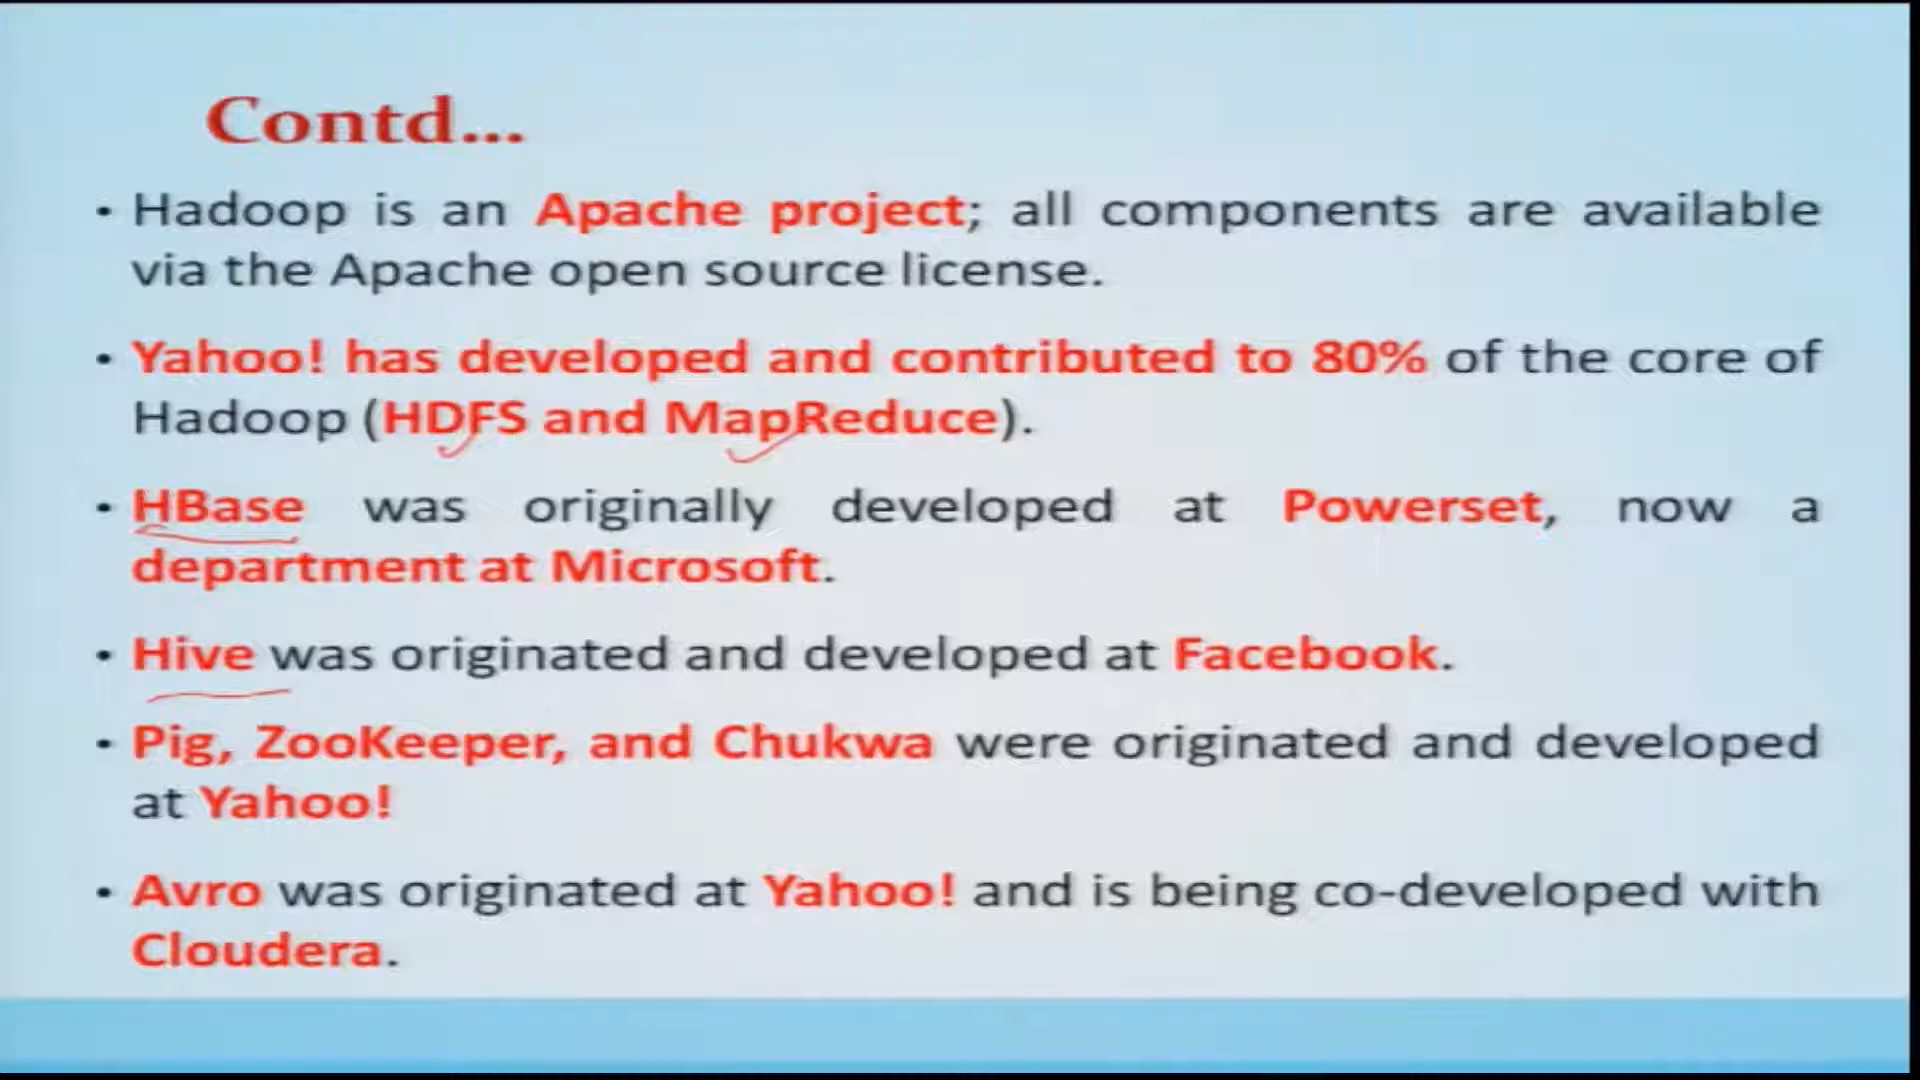 Contd...
• Hadoop is an Apache project; all components are available
via the Apache open source license.
• Yahoo! has developed and contributed to 80% of the core of
Hadoop (HDFS and MapReduce).
• HBase was originally developed at Powerset, now a
department at Microsoft.
• Hive was originated and developed at Facebook.
• Pig, ZooKeeper, and Chukwa were originated and developed
at Yahoo!
• Avro was originated at Yahoo! and is being co-developed with
Cloudera.